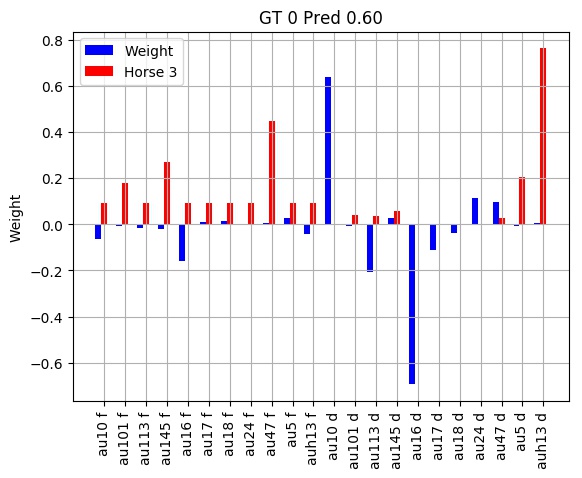 GT 0 Pred 0.60
Weight
Horse 3
Weight
0.8
0.6
0.4
0.2
0.0
−0.2
−0.4
−0.6
au10 f
au101 f
au113 f
au145 f
au16 f
au17 f
au18 f
au24 f
au47 f
au5 f
auh13 f
au10 d
au101 d
au113 d
au145 d
au16 d
au17 d
au18 d
au24 d
au47 d
au5 d
auh13 d